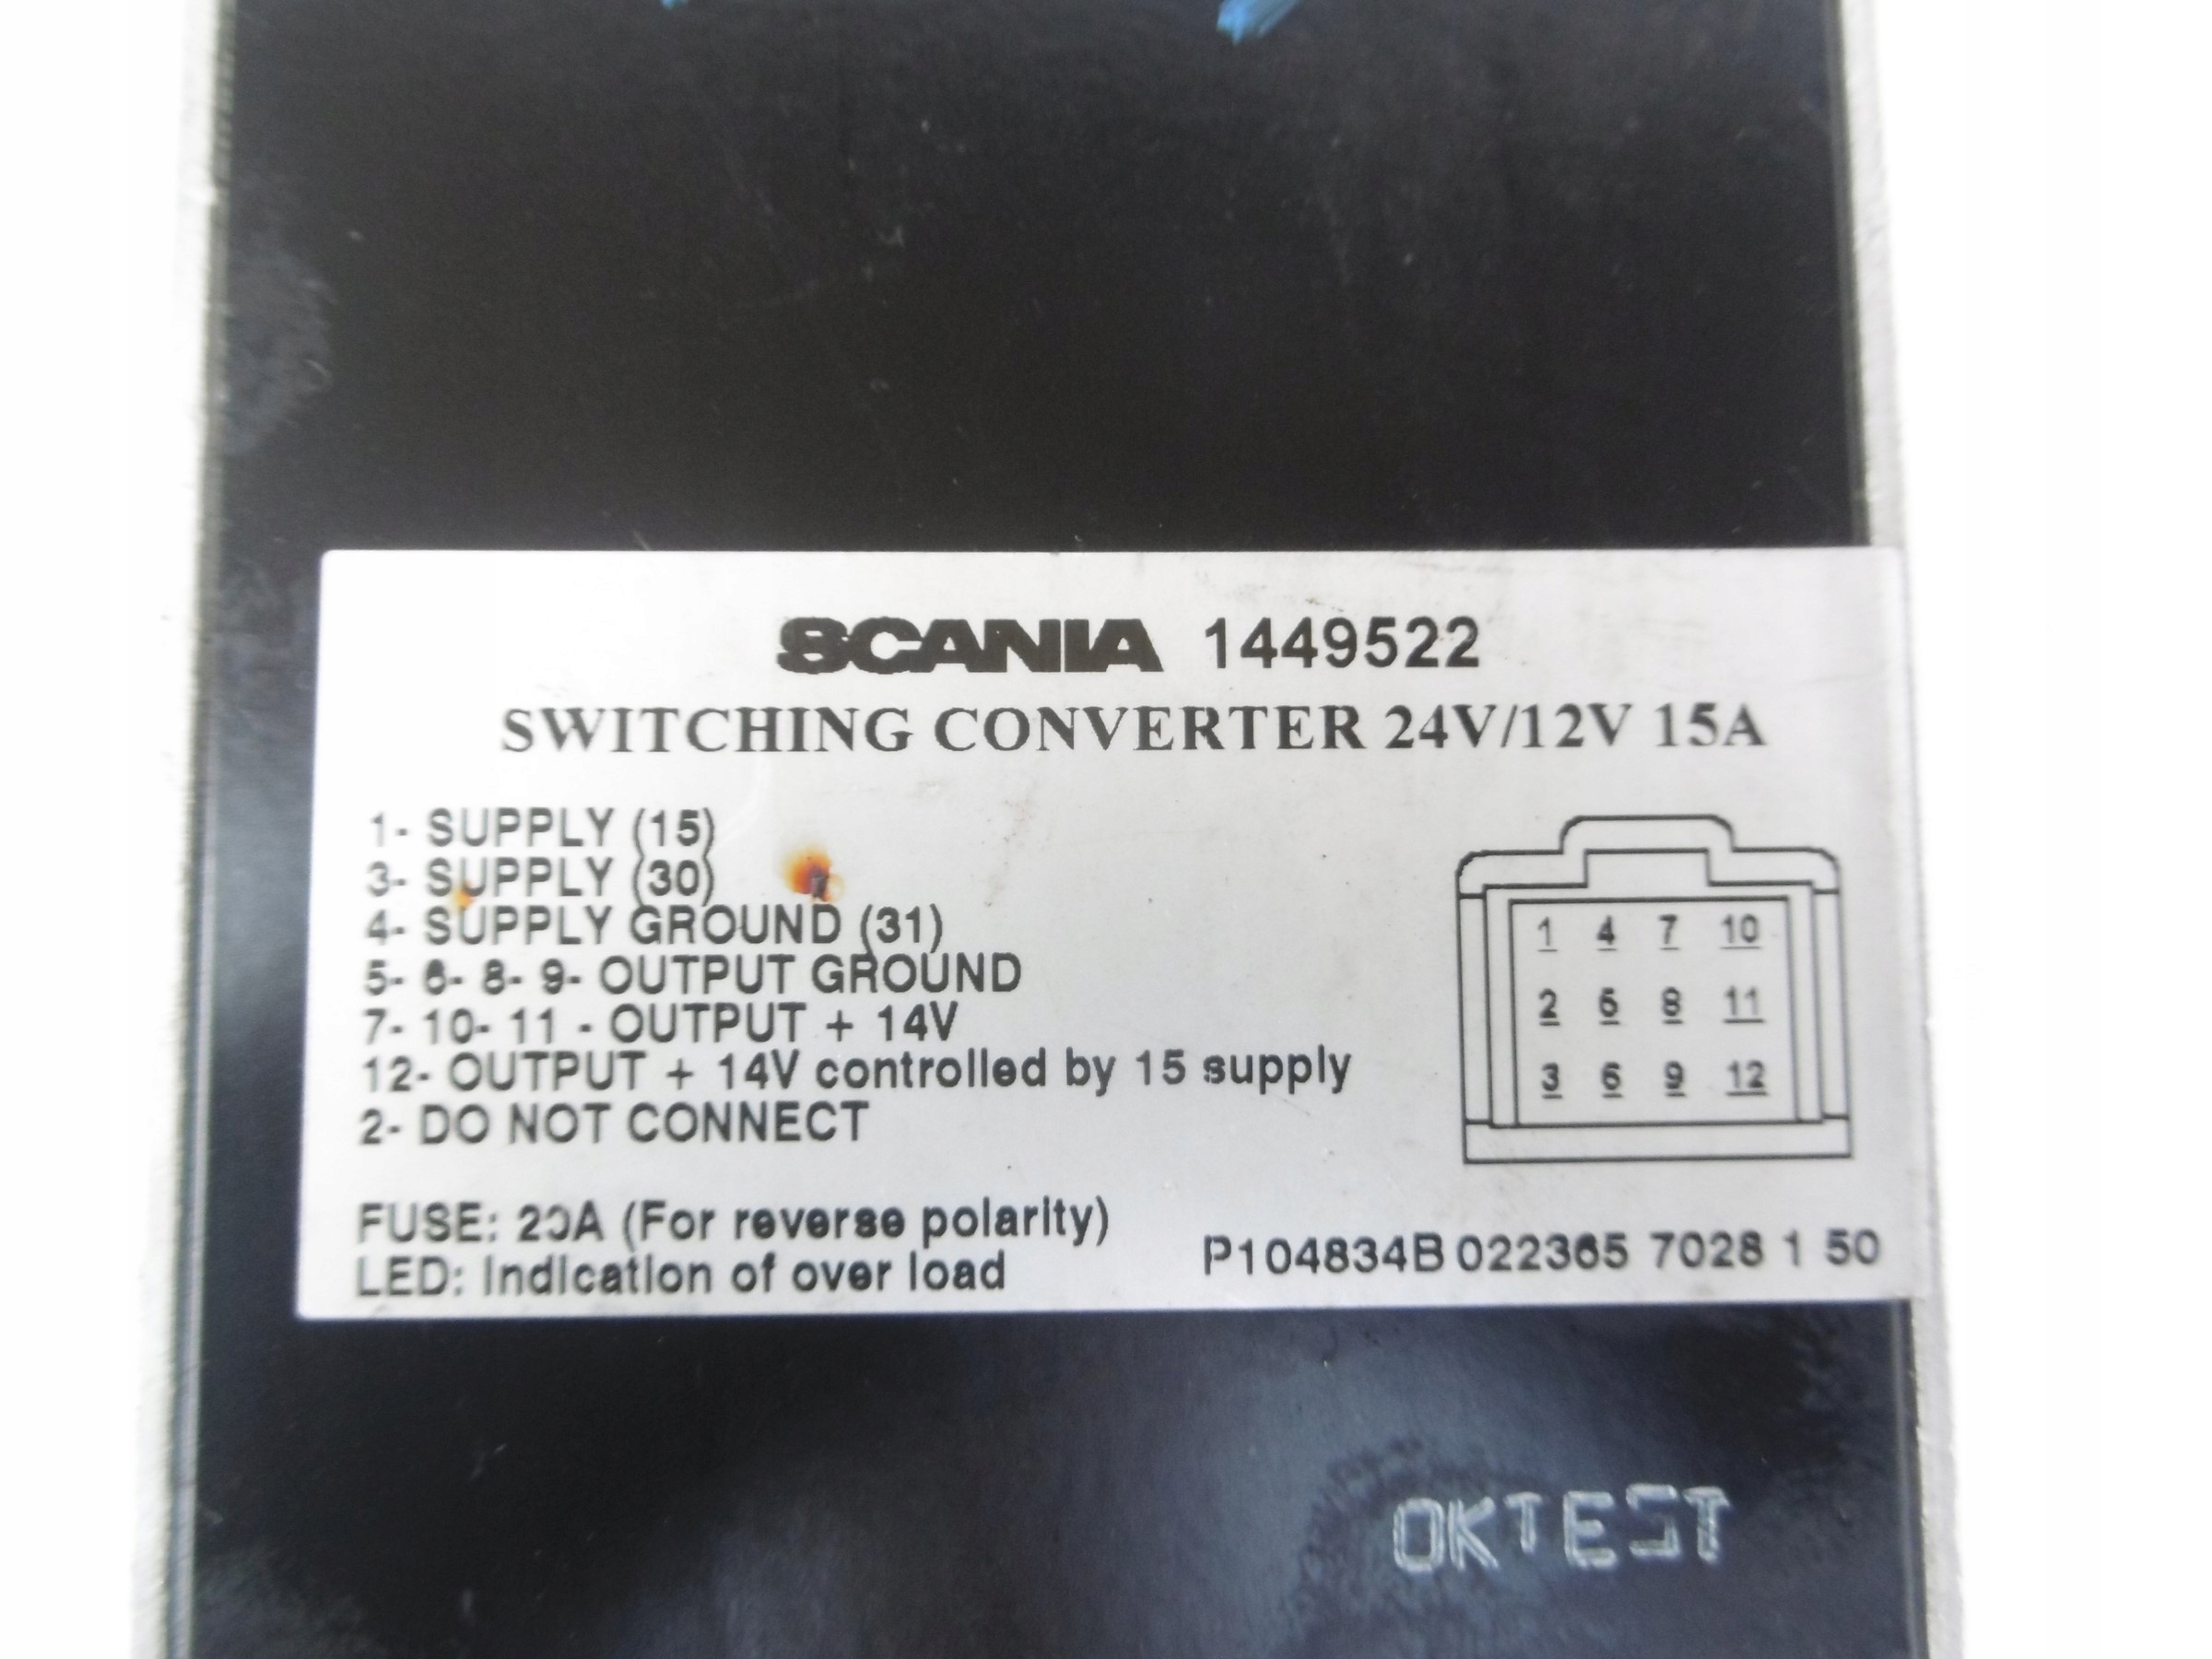 SCANIA 1449522
SWITCHING CONVERTER 24V/12V 15A
1- SUPPLY (15)
3- SUPPLY (30)
4- SUPPLY GROUND (31)
5- 6- 8- 9- OUTPUT GROUND
7- 10- 11 - OUTPUT + 14V
12- OUTPUT + 14V controlled by 15 supply
2- DO NOT CONNECT
1 4 7 10
2 5 8 11
3 6 9 12
FUSE: 20A (For reverse polarity)
LED: Indication of over load
P104834B 022365 7028 1 50
OKTEST